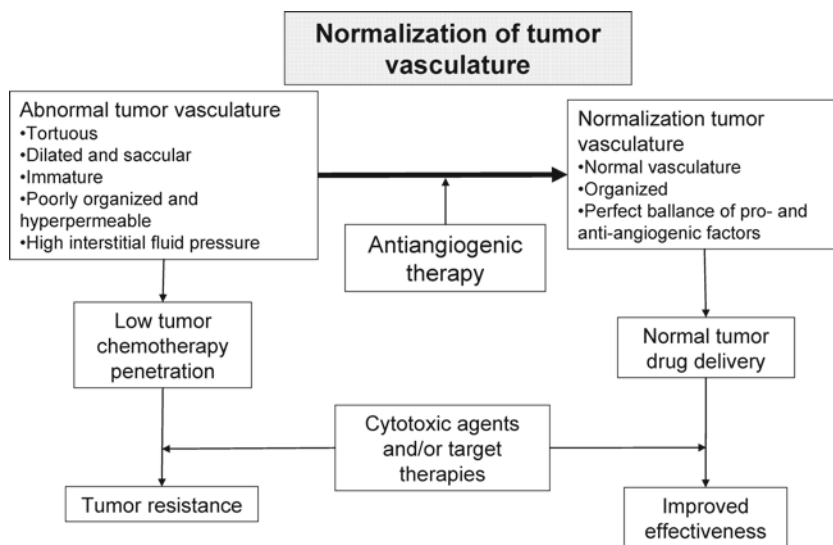 Normalization of tumor
vasculature
Abnormal tumor vasculature
•Tortuous
•Dilated and saccular
•Immature
•Poorly organized and
hyperpermeable
•High interstitial fluid pressure
Normalization tumor
vasculature
•Normal vasculature
•Organized
•Perfect ballance of pro- and
anti-angiogenic factors
Antiangiogenic
therapy
Low tumor
chemotherapy
penetration
Normal tumor
drug delivery
Cytotoxic agents
and/or target
therapies
Tumor resistance
Improved
effectiveness